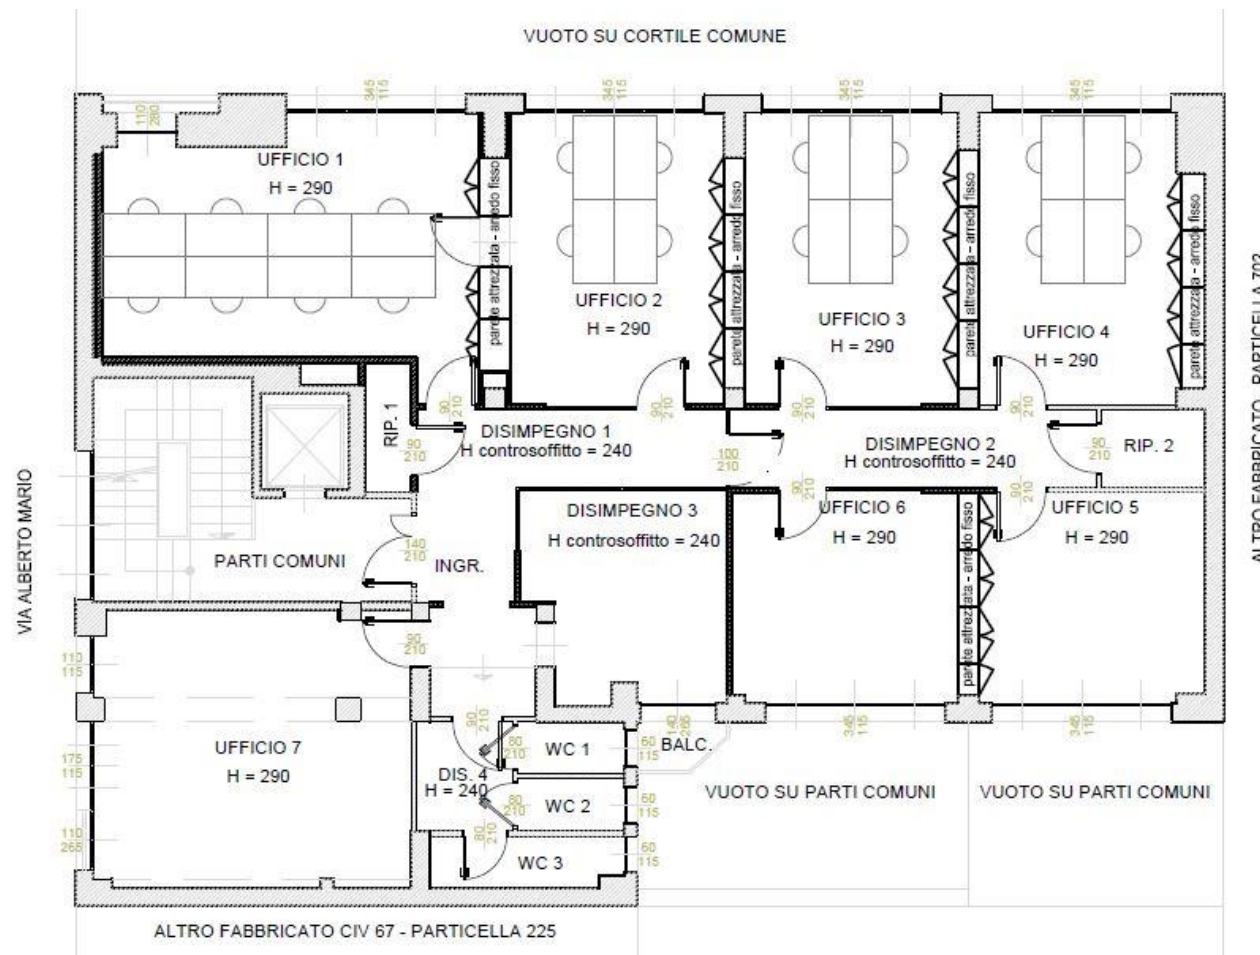 VUOTO SU CORTILE COMUNE
345
115
345
115
345
115
345
115
110
280
UFFICIO 1
H = 290
parete attrezzata - arredo fisso
UFFICIO 2
H = 290
parete attrezzata - arredo fisso
UFFICIO 3
H = 290
parete attrezzata - arredo fisso
UFFICIO 4
H = 290
parete attrezzata - arredo fisso
ALTRO FABBRICATO - PARTICELLA 702
90
210
90
210
90
210
90
210
RIP. 1
90
210
DISIMPEGNO 1
H controsoffitto = 240
100
210
DISIMPEGNO 2
H controsoffitto = 240
90
210
RIP. 2
90
210
90
210
VIA ALBERTO MARIO
PARTI COMUNI
140
210
INGR.
DISIMPEGNO 3
H controsoffitto = 240
UFFICIO 6
H = 290
parete attrezzata - arredo fisso
UFFICIO 5
H = 290
90
210
110
115
175
115
110
265
UFFICIO 7
H = 290
90
210
80
210
WC 1
60
115
140
265
BALC.
345
115
345
115
DIS. 4
H = 240
80
210
WC 2
60
115
80
210
WC 3
60
115
VUOTO SU PARTI COMUNI
VUOTO SU PARTI COMUNI
ALTRO FABBRICATO CIV 67 - PARTICELLA 225